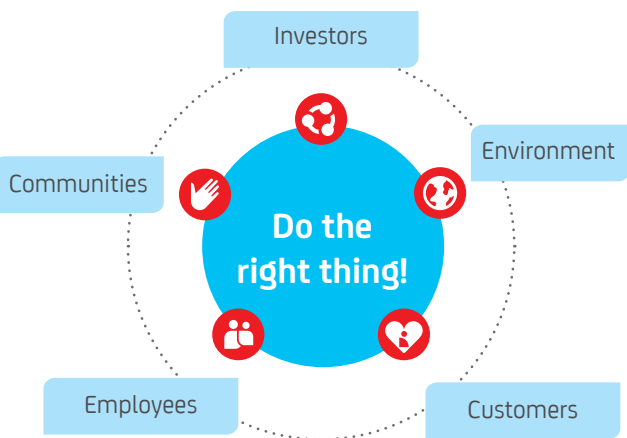 Investors
Environment
Communities
Do the
right thing!
Employees
Customers